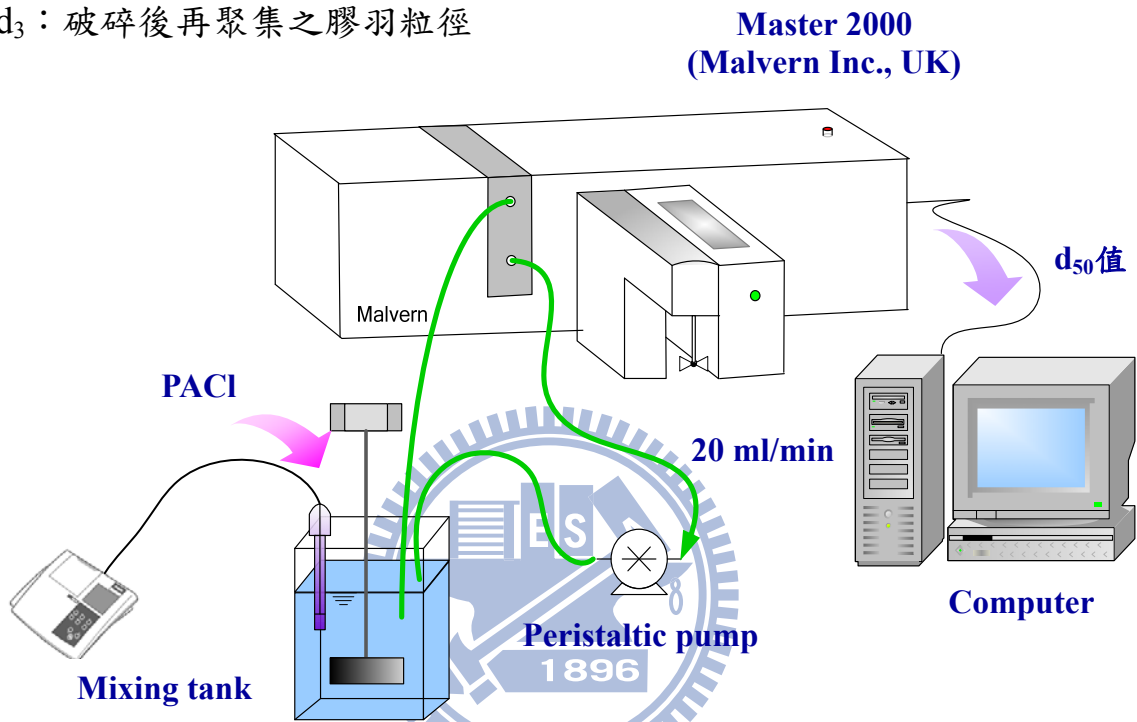 d₃：破碎後再聚集之膠羽粒徑
Master 2000
(Malvern Inc., UK)
Malvern
d₅₀值
PACl
20 ml/min
ES
Computer
Peristaltic pump
1896
Mixing tank